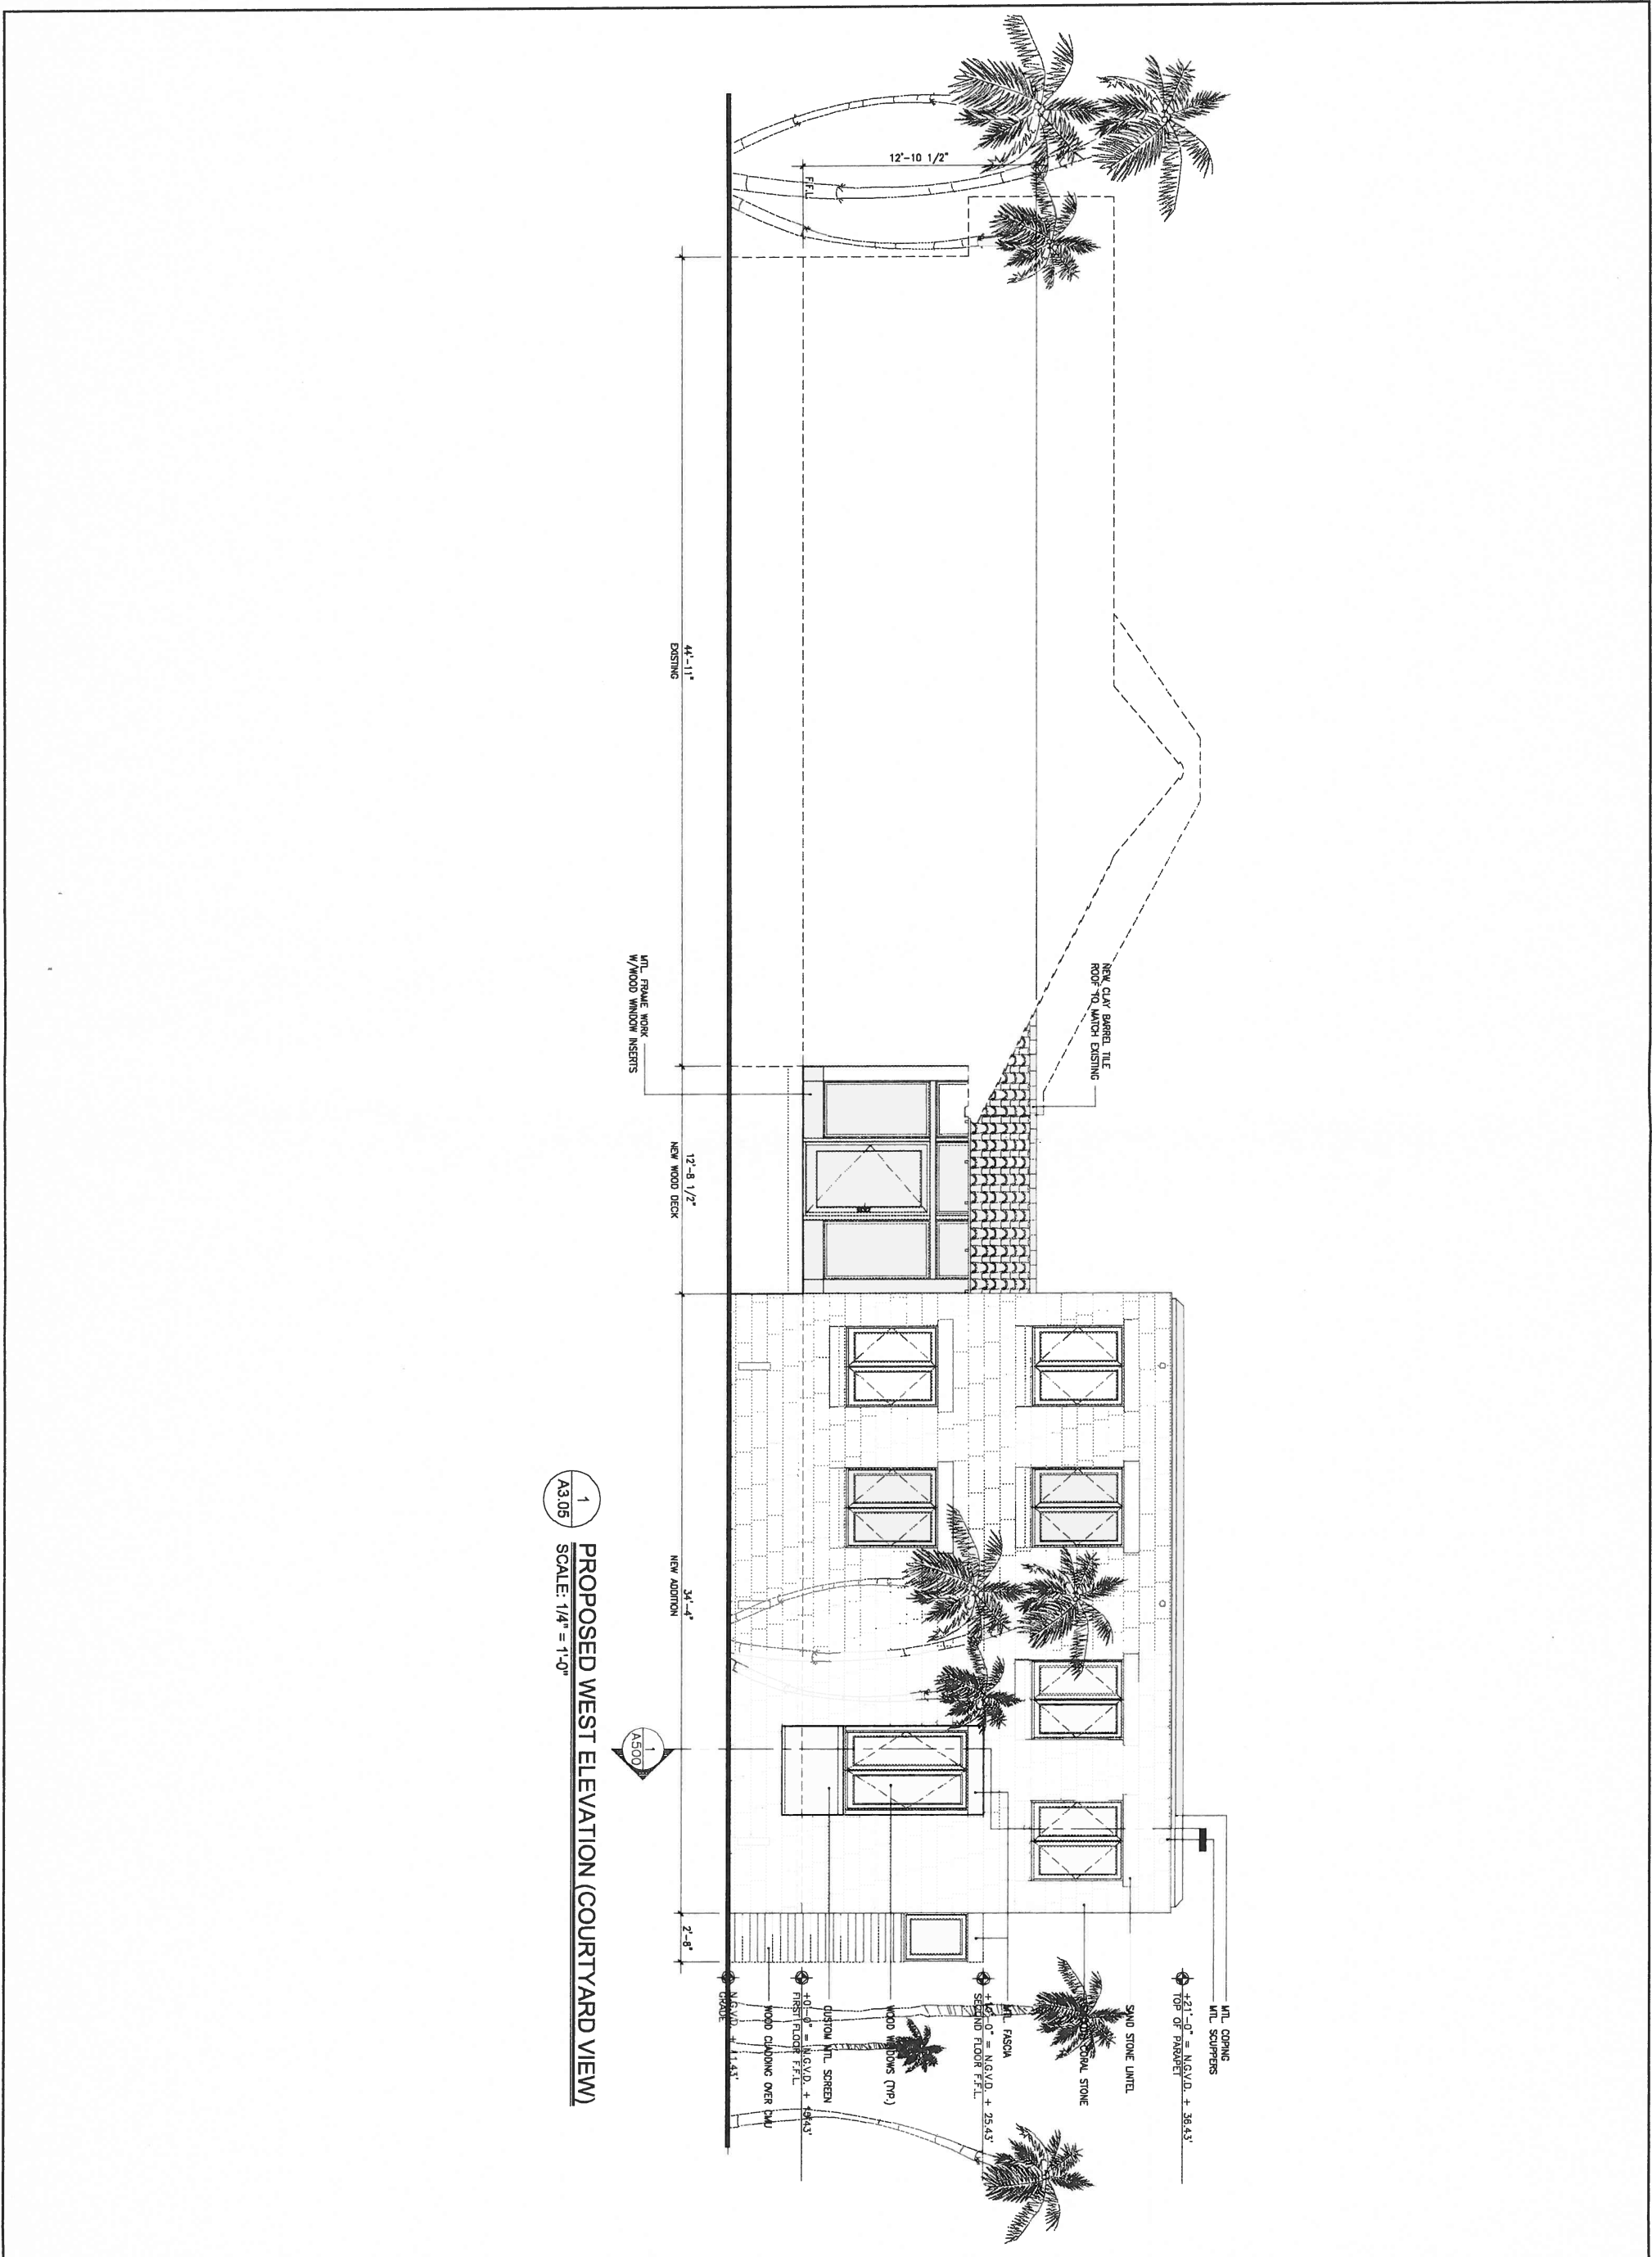 12'-10 1/2"
F.F.L.
44'-11"
EXISTING
NEW CLAY BARREL TILE
ROOF TO MATCH EXISTING
MTL. FRAME WORK
W/WOOD WINDOW INSERTS
12'-8 1/2"
NEW WOOD DECK
34'-4"
NEW ADDITION
2'-8"
MTL COPING
MTL SCUPPERS
+21'-0" = N.G.V.D. + 36.43'
TOP OF PARAPET
SAND STONE LINTEL
CORAL STONE
= N.G.V.D. + 25.43'
SECOND FLOOR F.F.L.
MTL. FASCIA
WOOD WINDOWS (TYP.)
CUSTOM MTL SCREEN
+0'-0" = N.G.V.D. +
FIRST FLOOR F.F.L.
WOOD CLADDING OVER CMU
N.G.V.D. + 11.43'
GRADE
1
A500
1
A3.05
PROPOSED WEST ELEVATION (COURTYARD VIEW)
SCALE: 1/4" = 1'-0"